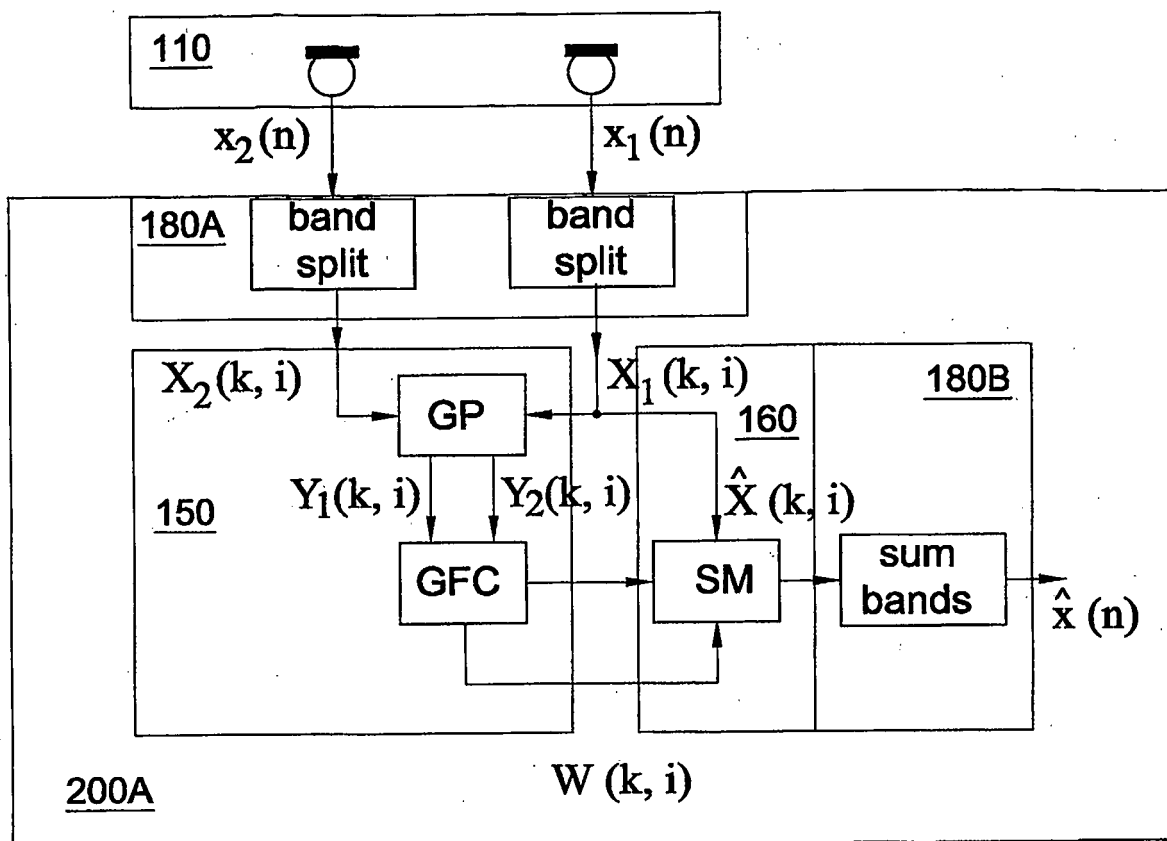 110
x₂(n) x₁(n)
180A
band split
band split
X₂(k, i) X₁(k, i) 180B
GP 160
Y₁(k, i) Y₂(k, i) X̂(k, i)
150
GFC SM sum bands
x̂(n)
W(k, i)
200A